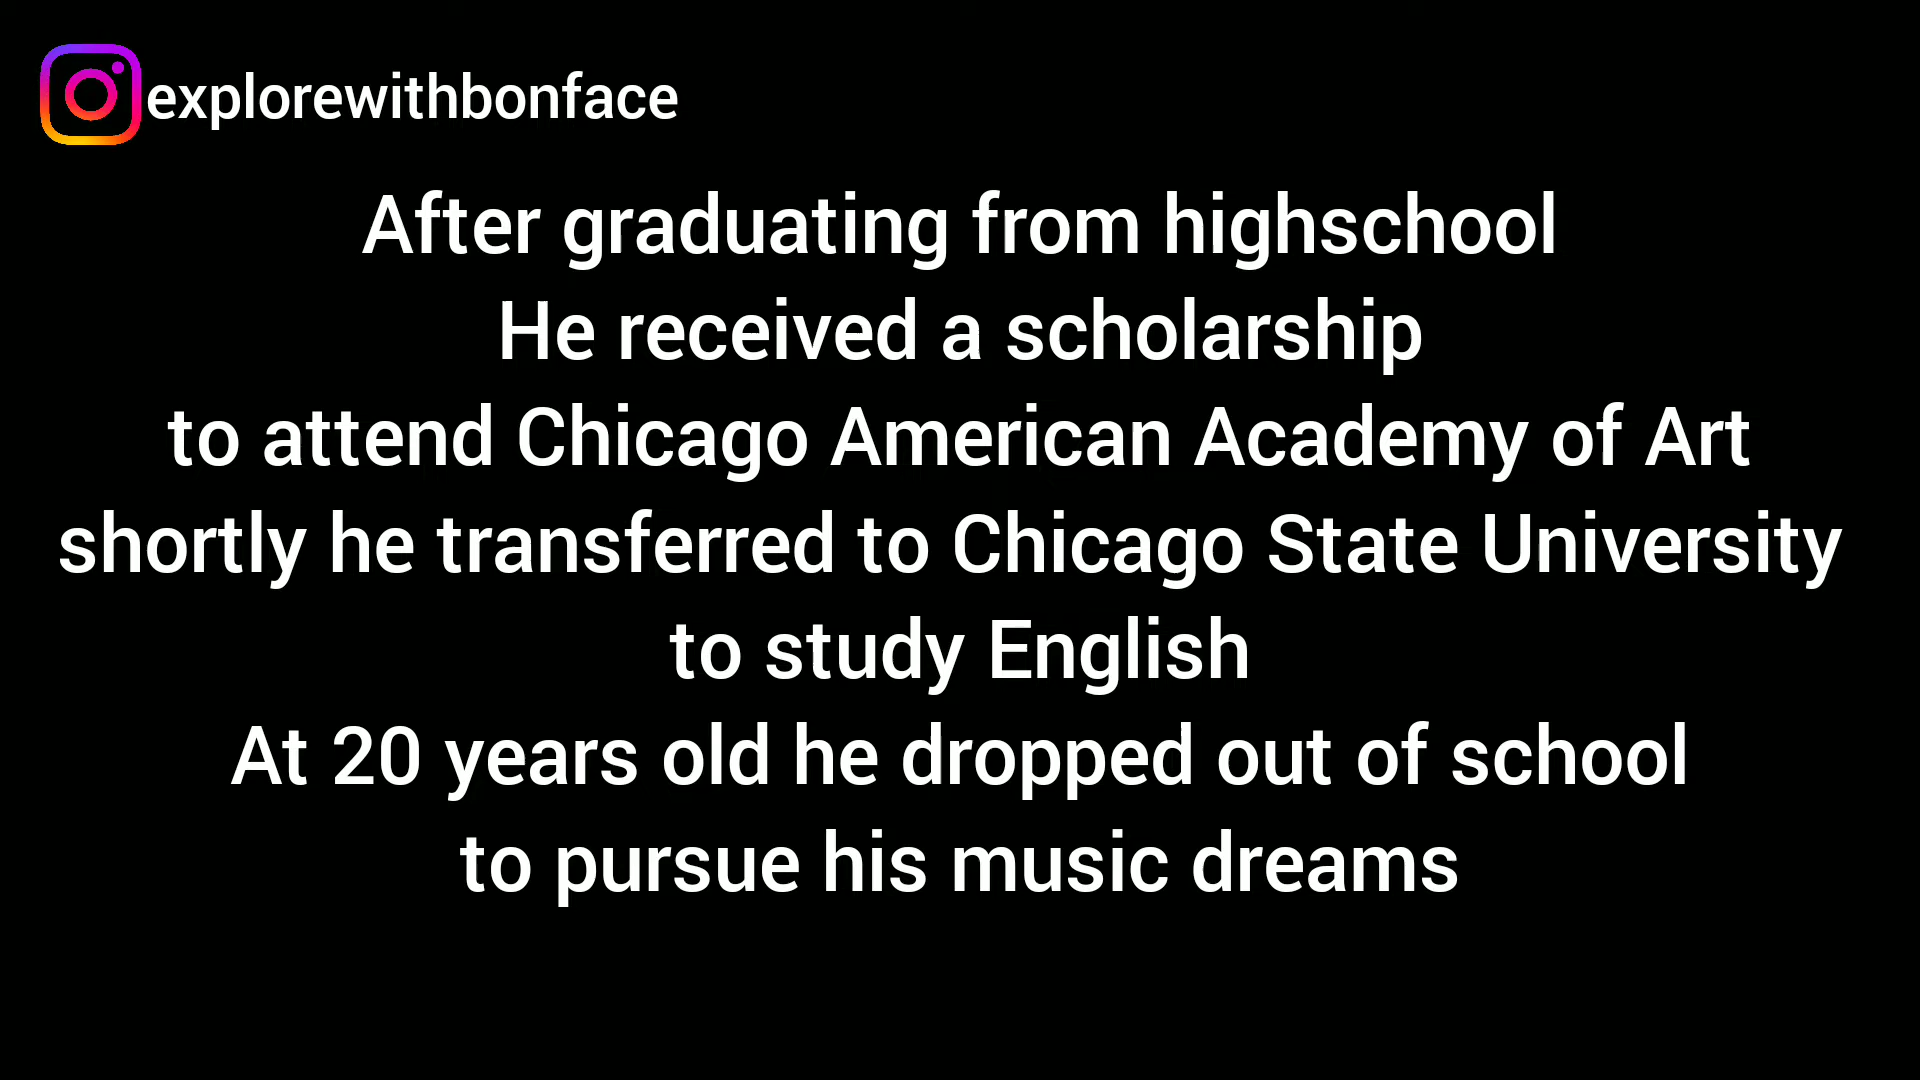 explorewithbonface
After graduating from highschool
He received a scholarship
to attend Chicago American Academy of Art
shortly he transferred to Chicago State University
to study English
At 20 years old he dropped out of school
to pursue his music dreams